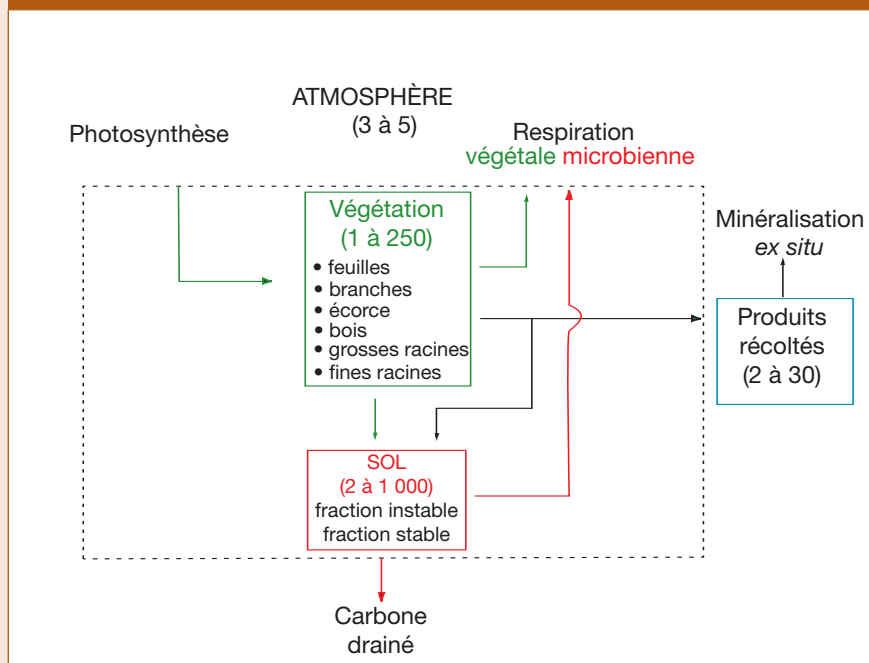 ATMOSPHÈRE
(3 à 5)
Photosynthèse
Respiration
végétale microbienne
Végétation
(1 à 250)
• feuilles
• branches
• écorce
• bois
• grosses racines
• fines racines
Minéralisation
ex situ
Produits
récoltés
(2 à 30)
SOL
(2 à 1 000)
fraction instable
fraction stable
Carbone
drainé